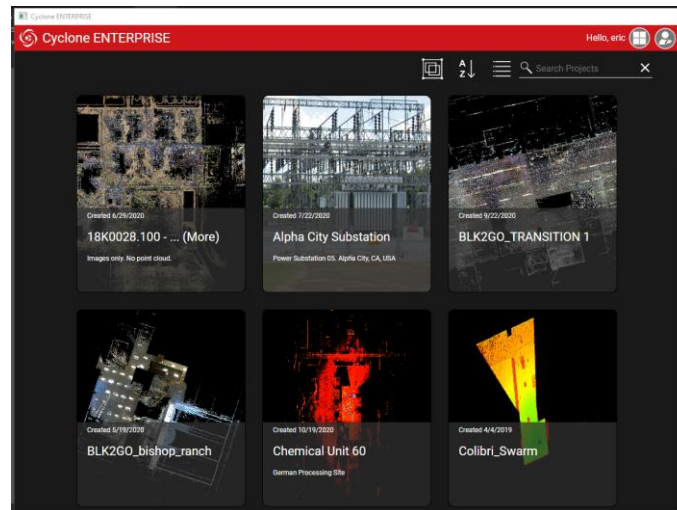 Cyclone ENTERPRISE
Cyclone ENTERPRISE
Hello, eric
A
Z
Search Projects
Created 6/29/2020
18K0028.100 - ... (More)
Images only. No point cloud.
Created 7/22/2020
Alpha City Substation
Power Substation 05. Alpha City, CA, USA
Created 9/22/2020
BLK2GO_TRANSITION 1
Created 5/19/2020
BLK2GO_bishop_ranch
Created 10/19/2020
Chemical Unit 60
German Processing Site
Created 4/4/2019
Colibri_Swarm